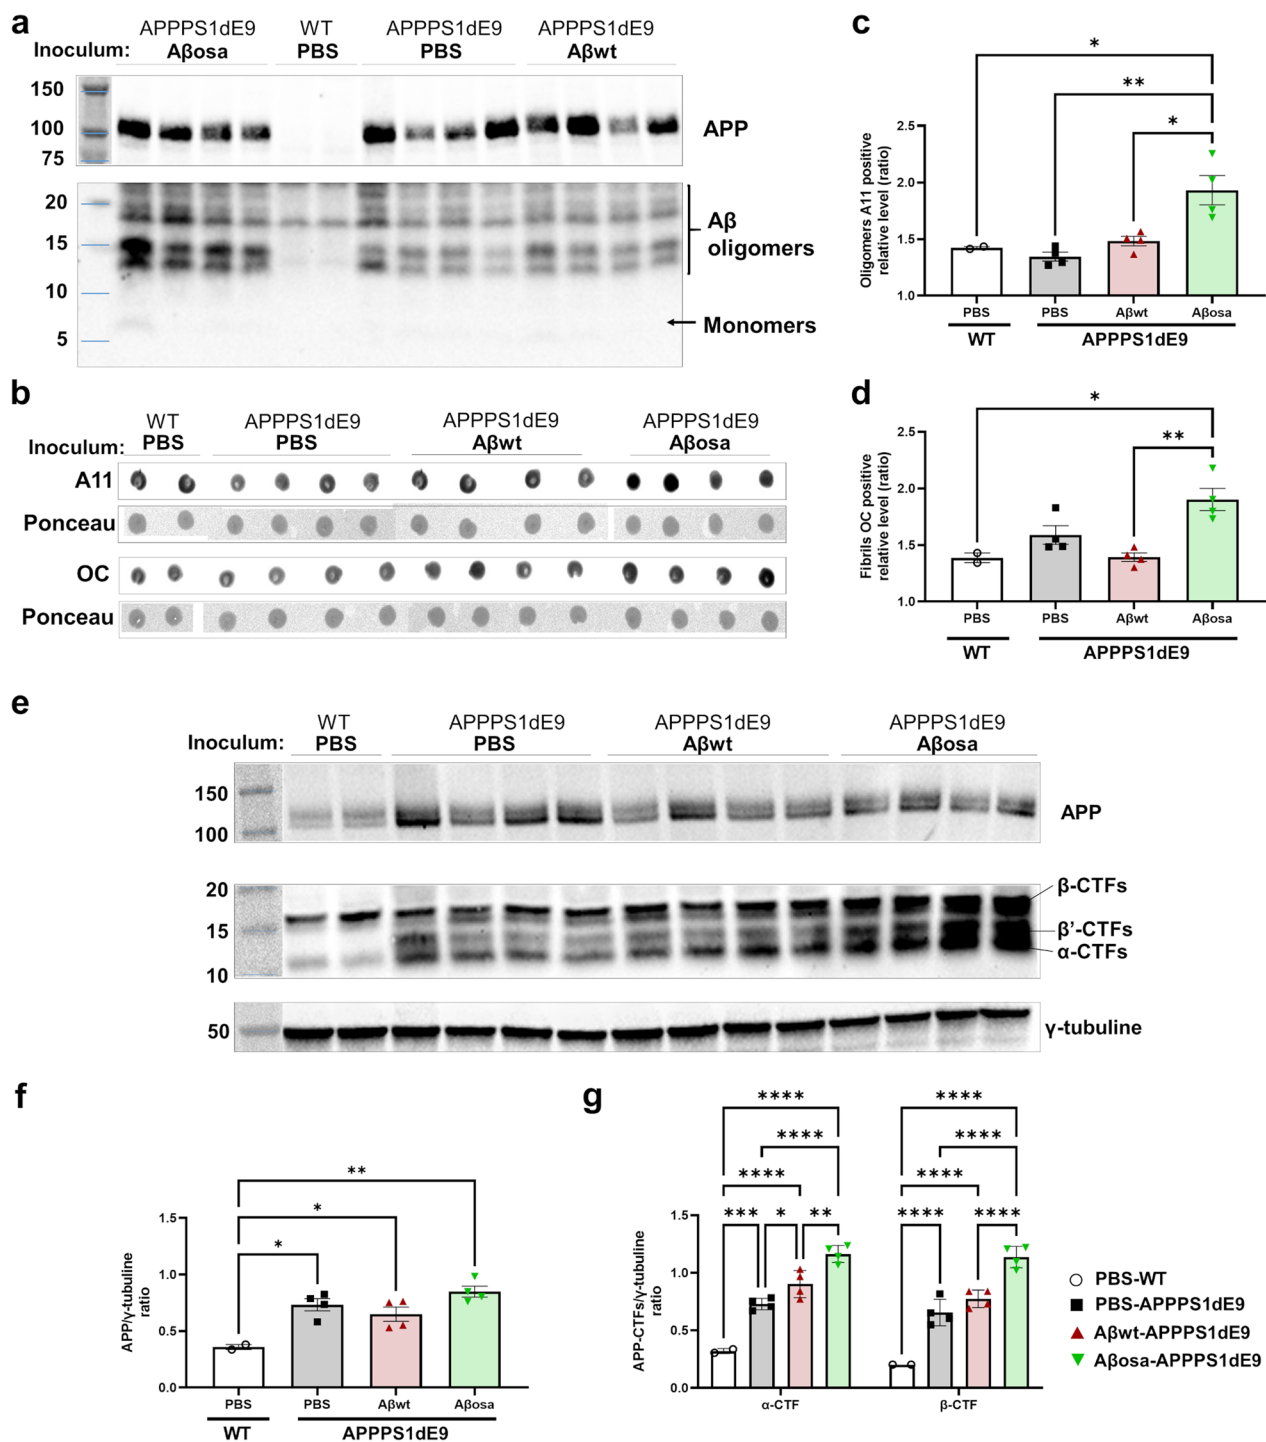 a
APPPS1dE9 WT APPPS1dE9 APPPS1dE9
Inoculum: Aβosa PBS PBS Aβwt
150
100
75
APP
20
15
10
5
Aβ
oligomers
Monomers
b
WT APPPS1dE9 APPPS1dE9 APPPS1dE9
Inoculum: PBS PBS Aβwt Aβosa
A11
Ponceau
OC
Ponceau
c
Oligomers A11 positive
relative level (ratio)
*
**
*
2.5
2.0
1.5
1.0
PBS PBS Aβwt Aβosa
WT APPPS1dE9
d
Fibrils OC positive
relative level (ratio)
*
**
2.5
2.0
1.5
1.0
PBS PBS Aβwt Aβosa
WT APPPS1dE9
e
WT APPPS1dE9 APPPS1dE9 APPPS1dE9
Inoculum: PBS PBS Aβwt Aβosa
150
100
APP
20
15
10
β-CTFs
β'-CTFs
α-CTFs
50
γ-tubuline
f
APP/γ-tubuline
ratio
**
*
*
1.5
1.0
0.5
0.0
PBS PBS Aβwt Aβosa
WT APPPS1dE9
g
APP-CTFs/γ-tubuline
ratio
**** ****
**** ****
**** ****
*** * ** **** ****
1.5
1.0
0.5
0.0
α-CTF β-CTF
PBS-WT
PBS-APPPS1dE9
Aβwt-APPPS1dE9
Aβosa-APPPS1dE9